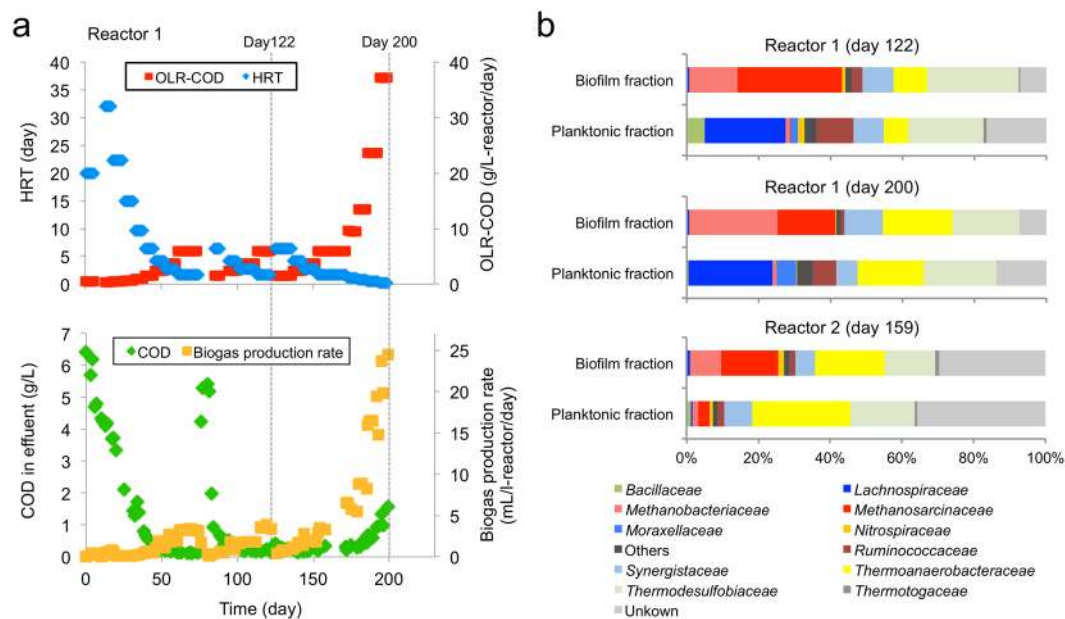 a
Reactor 1
Day122
Day 200
OLR-COD
HRT
40
35
30
25
20
15
10
5
0
HRT (day)
40
30
20
10
0
OLR-COD (g/L-reactor/day)
COD
Biogas production rate
7
6
5
4
3
2
1
0
COD in effluent (g/L)
25
20
15
10
5
0
Biogas production rate (mL/l-reactor/day)
0
50
100
150
200
Time (day)
b
Reactor 1 (day 122)
Biofilm fraction
Planktonic fraction
Reactor 1 (day 200)
Biofilm fraction
Planktonic fraction
Reactor 2 (day 159)
Biofilm fraction
Planktonic fraction
0%
20%
40%
60%
80%
100%
Bacillaceae
Lachnospiraceae
Methanobacteriaceae
Methanosarcinaceae
Moraxellaceae
Nitrospiraceae
Others
Ruminococcaceae
Synergistaceae
Thermoanaerobacteraceae
Thermodesulfobiaceae
Thermotogaceae
Unkown